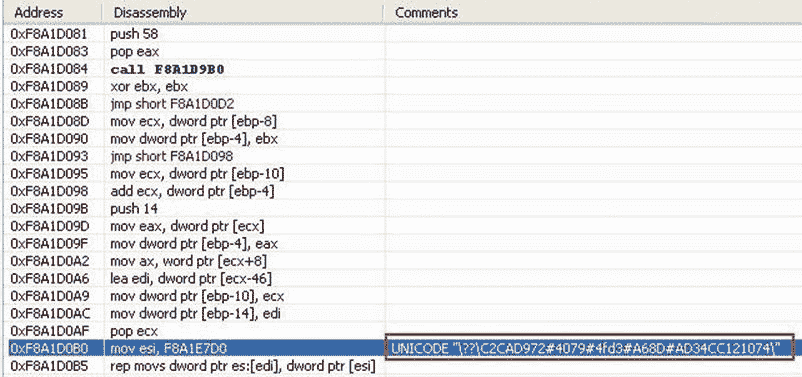 Address Disassembly Comments
0xF8A1D081 push 58
0xF8A1D083 pop eax
0xF8A1D084 call F8A1D9B0
0xF8A1D089 xor ebx, ebx
0xF8A1D08B jmp short F8A1D0D2
0xF8A1D08D mov ecx, dword ptr [ebp-8]
0xF8A1D090 mov dword ptr [ebp-4], ebx
0xF8A1D093 jmp short F8A1D098
0xF8A1D095 mov ecx, dword ptr [ebp-10]
0xF8A1D098 add ecx, dword ptr [ebp-4]
0xF8A1D09B push 14
0xF8A1D09D mov eax, dword ptr [ecx]
0xF8A1D09F mov dword ptr [ebp-4], eax
0xF8A1D0A2 mov ax, word ptr [ecx+8]
0xF8A1D0A6 lea edi, dword ptr [ecx-46]
0xF8A1D0A9 mov dword ptr [ebp-10], ecx
0xF8A1D0AC mov dword ptr [ebp-14], edi
0xF8A1D0AF pop ecx
0xF8A1D0B0 mov esi, F8A1E7D0 UNICODE "\??\C2CAD972#4079#4fd3#A68D#AD34CC121074\"
0xF8A1D0B5 rep movs dword ptr es:[edi], dword ptr [esi]